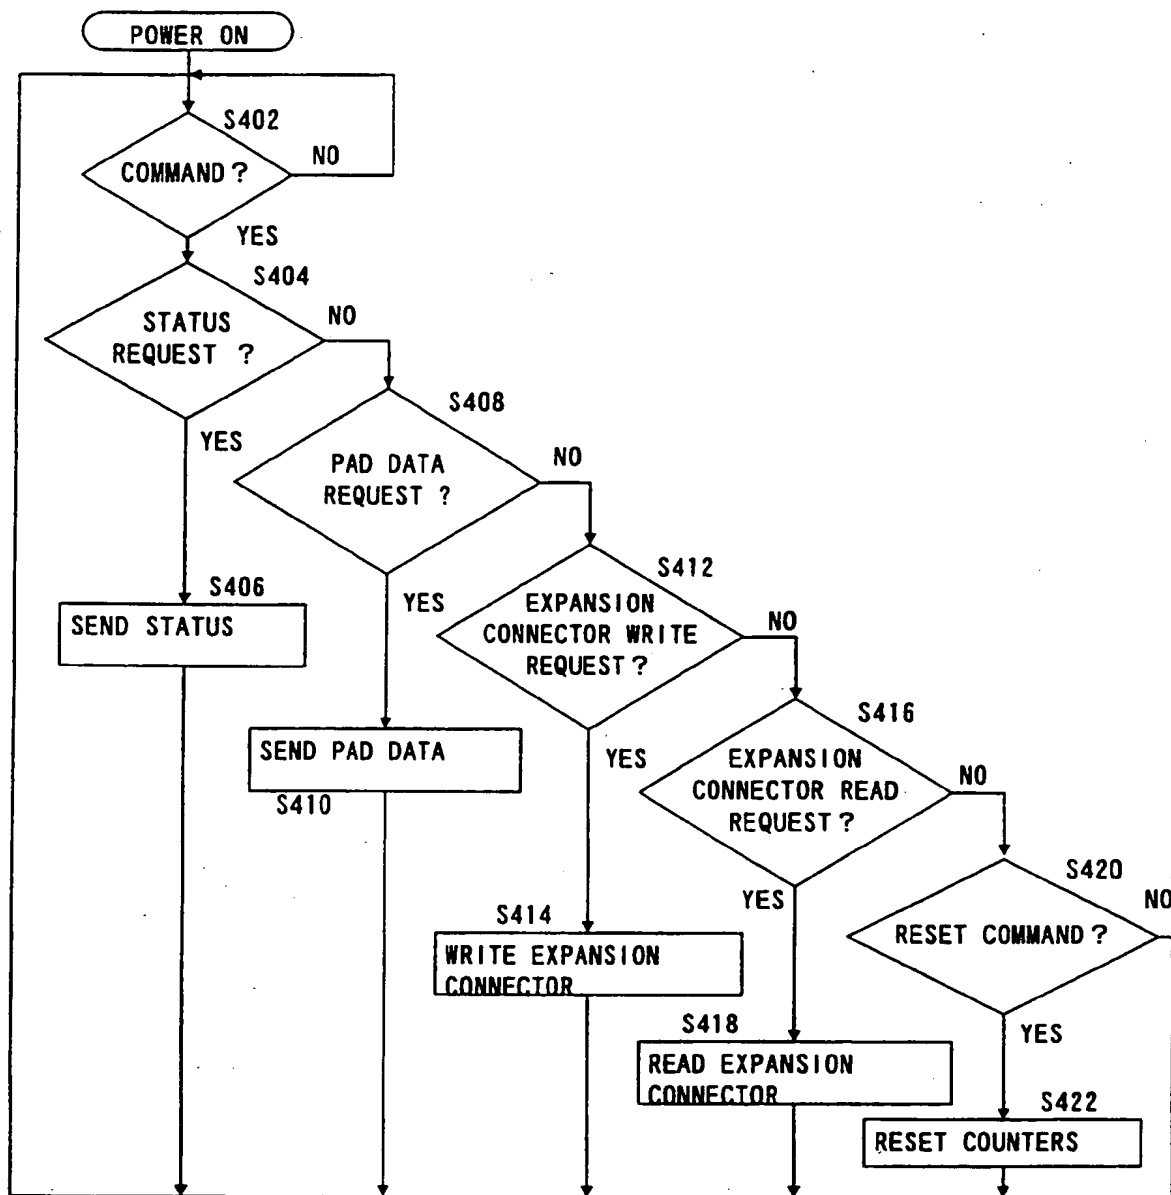 POWER ON
S402
COMMAND?
NO
YES
S404
STATUS
REQUEST ?
NO
YES
S408
PAD DATA
REQUEST ?
NO
YES
S406
SEND STATUS
S412
EXPANSION
CONNECTOR WRITE
REQUEST?
NO
YES
SEND PAD DATA
S410
S416
EXPANSION
CONNECTOR READ
REQUEST?
NO
YES
S414
WRITE EXPANSION
CONNECTOR
S420
RESET COMMAND?
NO
YES
S418
READ EXPANSION
CONNECTOR
S422
RESET COUNTERS